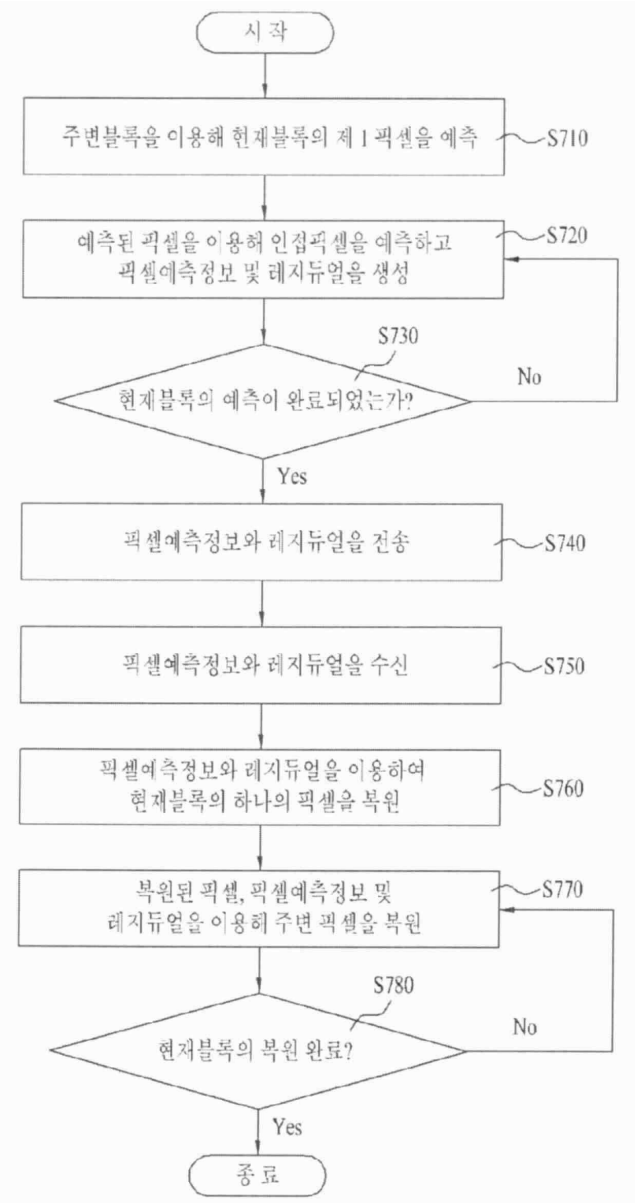 시 작
주변블록을 이용해 현재블록의 제 1 픽셀을 예측
S710
예측된 픽셀을 이용해 인접픽셀을 예측하고
픽셀예측정보 및 레지듀얼을 생성
S720
S730
현재블록의 예측이 완료되었는가?
No
Yes
픽셀예측정보와 레지듀얼을 전송
S740
픽셀예측정보와 레지듀얼을 수신
S750
픽셀예측정보와 레지듀얼을 이용하여
현재블록의 하나의 픽셀을 복원
S760
복원된 픽셀, 픽셀예측정보 및
레지듀얼을 이용해 주변 픽셀을 복원
S770
S780
현재블록의 복원 완료?
No
Yes
종 료